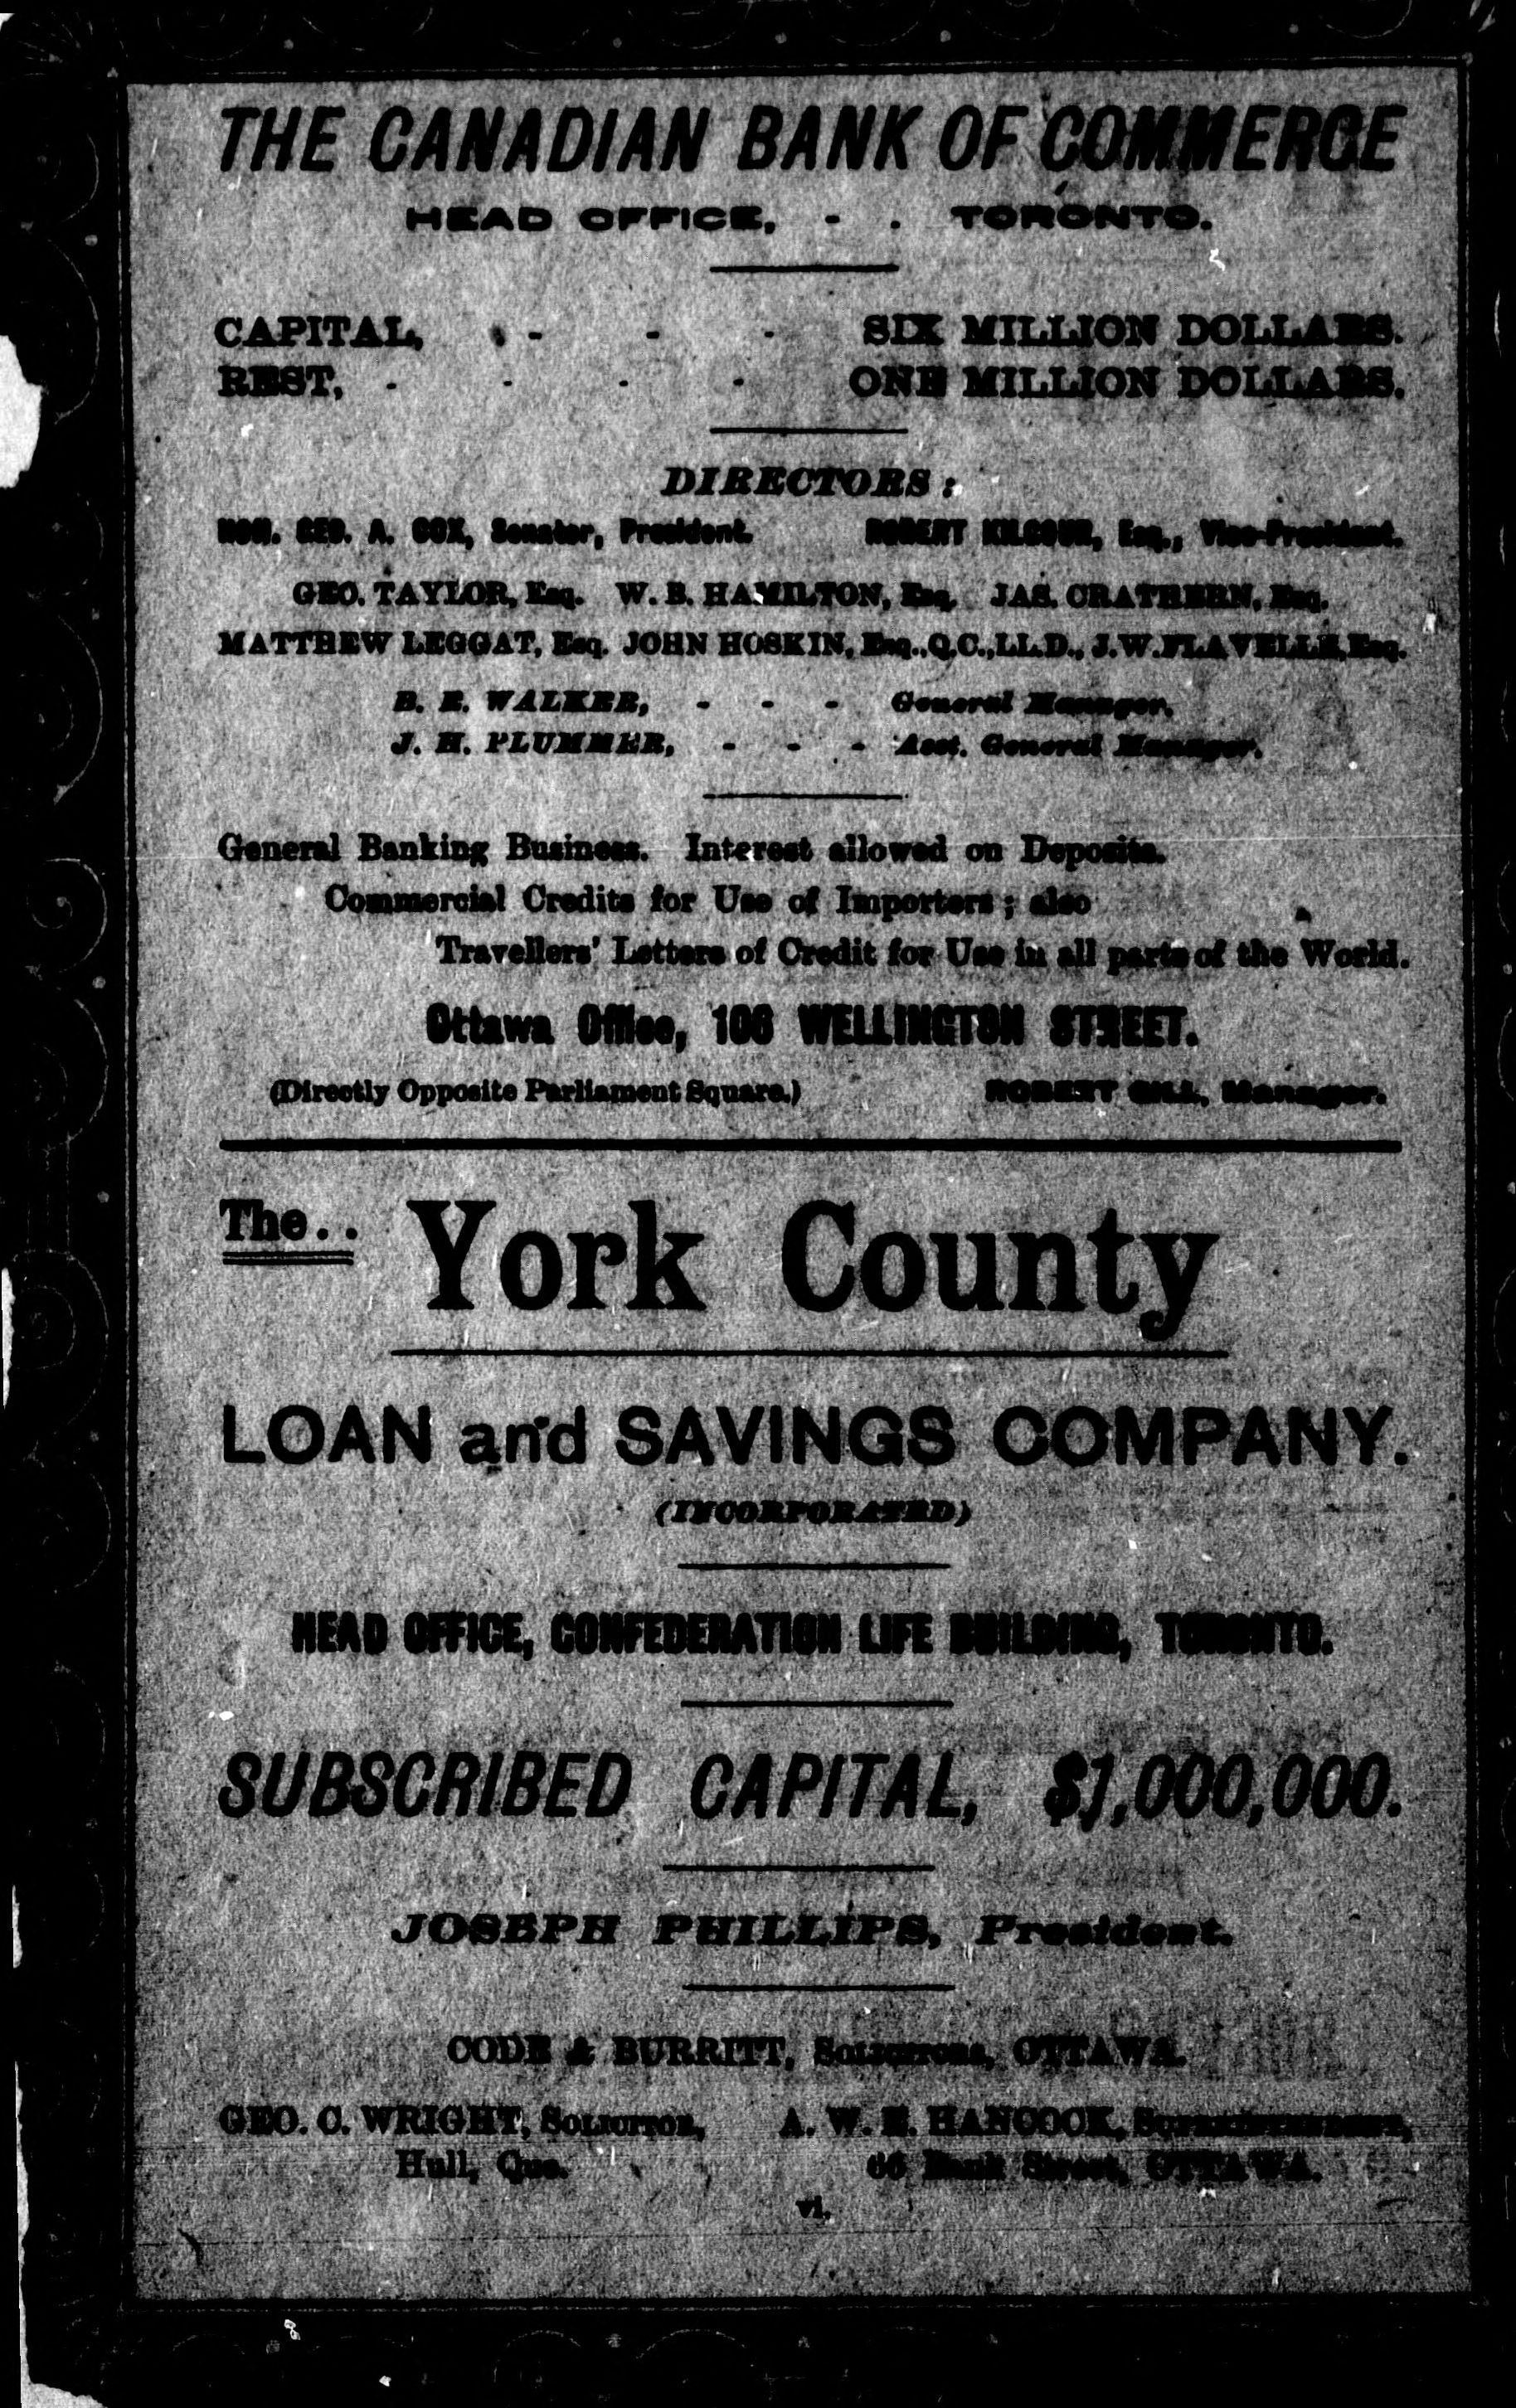 THE CANADIAN BANK OF COMMERCE
HEAD OFFICE, - . TORONTO.
CAPITAL, - - - SIX MILLION DOLLARS.
REST, - - - - ONE MILLION DOLLARS.
DIRECTORS:
HON. GEO. A. COX, Senator, President. ROBERT KILGOUR, Esq., Vice-President.
GEO. TAYLOR, Esq. W. B. HAMILTON, Esq. JAS. CRATHERN, Esq.
MATTHEW LEGGAT, Esq. JOHN HOSKIN, Esq., Q.C., LL.D., J. W. FLAVELLE, Esq.
B. E. WALKER, - - - General Manager.
J. H. PLUMMER, - - - Asst. General Manager.
General Banking Business. Interest allowed on Deposits.
Commercial Credits for Use of Importers; also
Travellers' Letters of Credit for Use in all parts of the World.
Ottawa Office, 106 WELLINGTON STREET.
(Directly Opposite Parliament Square.) ROBERT GILL, Manager.
The.. York County
LOAN and SAVINGS COMPANY.
(INCORPORATED)
HEAD OFFICE, CONFEDERATION LIFE BUILDING, TORONTO.
SUBSCRIBED CAPITAL, $1,000,000.
JOSEPH PHILLIPS, President.
CODE & BURRITT, SOLICITORS, OTTAWA.
GEO. C. WRIGHT, SOLICITOR, A. W. E. HANCOCK, SUPERINTENDENT,
Hull, Que. 66 Bank Street, OTTAWA.
vi.